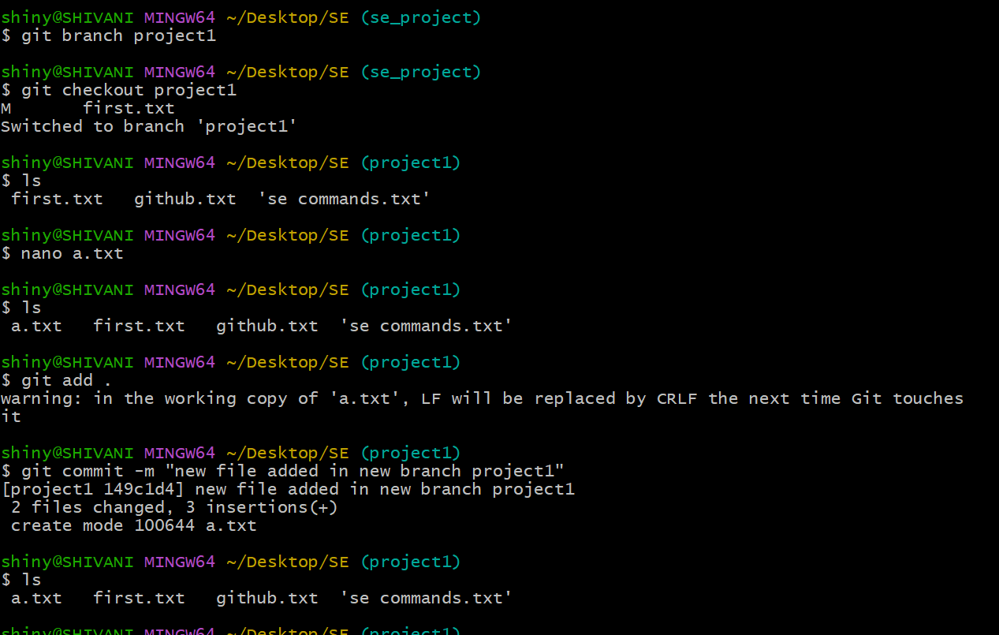 shiny@SHIVANI MINGW64 ~/Desktop/SE (se_project)
$ git branch project1
shiny@SHIVANI MINGW64 ~/Desktop/SE (se_project)
$ git checkout project1
M       first.txt
Switched to branch 'project1'
shiny@SHIVANI MINGW64 ~/Desktop/SE (project1)
$ ls
 first.txt   github.txt  'se commands.txt'
shiny@SHIVANI MINGW64 ~/Desktop/SE (project1)
$ nano a.txt
shiny@SHIVANI MINGW64 ~/Desktop/SE (project1)
$ ls
 a.txt   first.txt   github.txt  'se commands.txt'
shiny@SHIVANI MINGW64 ~/Desktop/SE (project1)
$ git add .
warning: in the working copy of 'a.txt', LF will be replaced by CRLF the next time Git touches
it
shiny@SHIVANI MINGW64 ~/Desktop/SE (project1)
$ git commit -m "new file added in new branch project1"
[project1 149c1d4] new file added in new branch project1
 2 files changed, 3 insertions(+)
 create mode 100644 a.txt
shiny@SHIVANI MINGW64 ~/Desktop/SE (project1)
$ ls
 a.txt   first.txt   github.txt  'se commands.txt'
shiny@SHIVANI MINGW64 ~/Desktop/SE (project1)